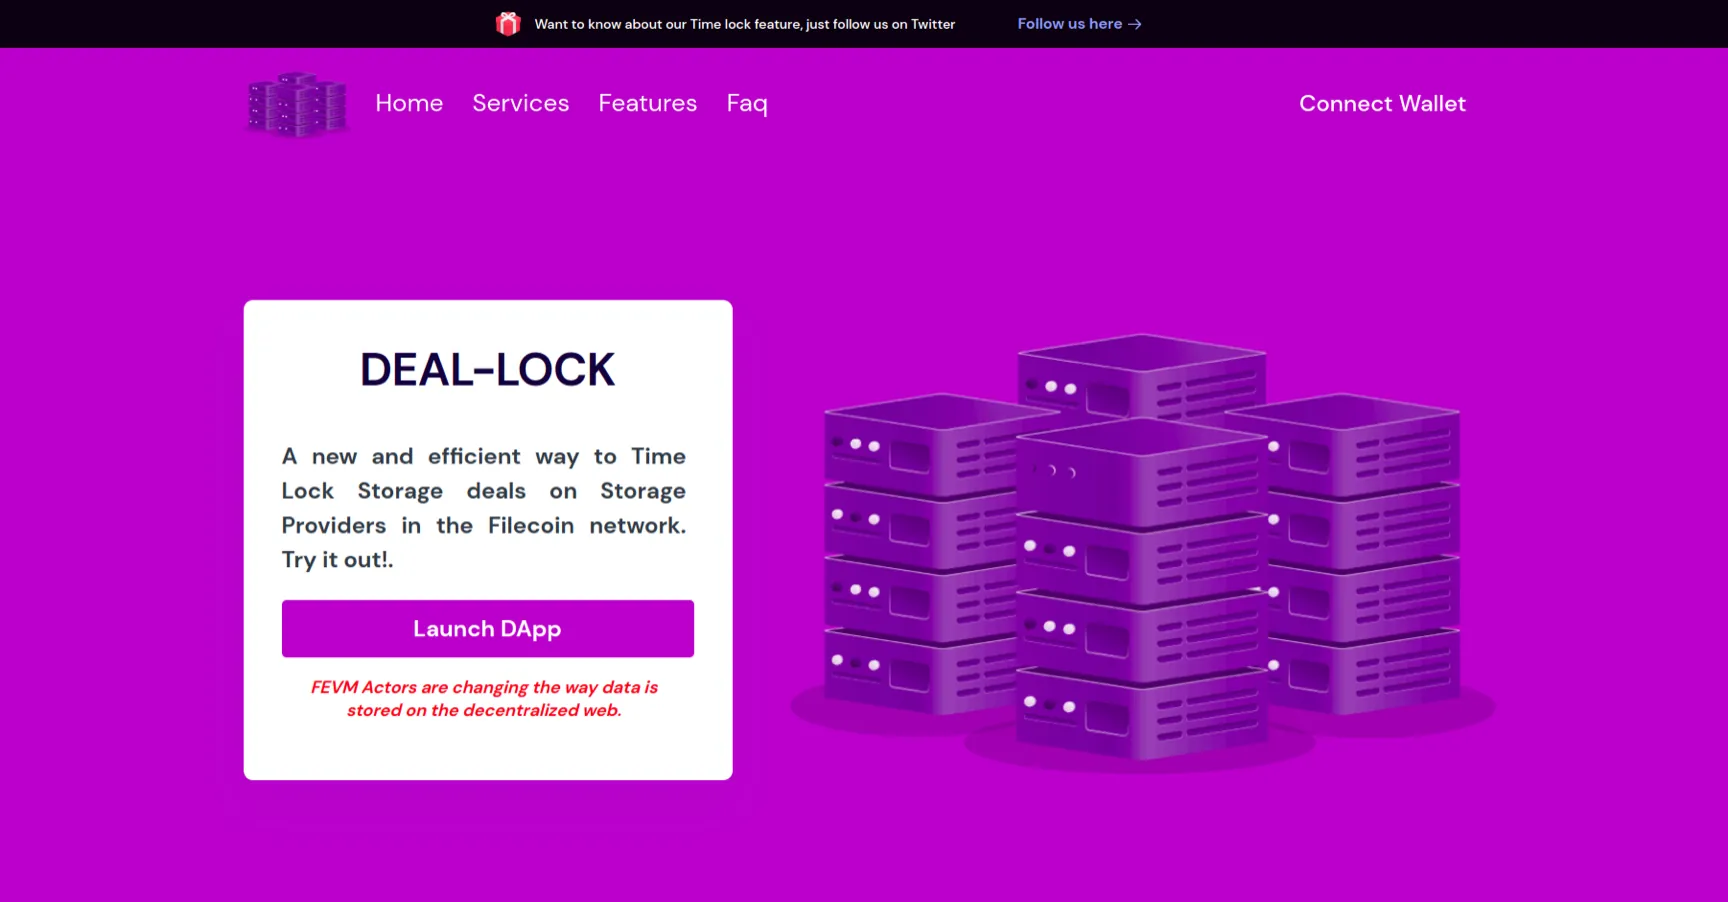 Want to know about our Time lock feature, just follow us on Twitter
Follow us here →
Home
Services
Features
Faq
Connect Wallet
DEAL-LOCK
A new and efficient way to Time
Lock Storage deals on Storage
Providers in the Filecoin network.
Try it out!.
Launch DApp
FEVM Actors are changing the way data is
stored on the decentralized web.